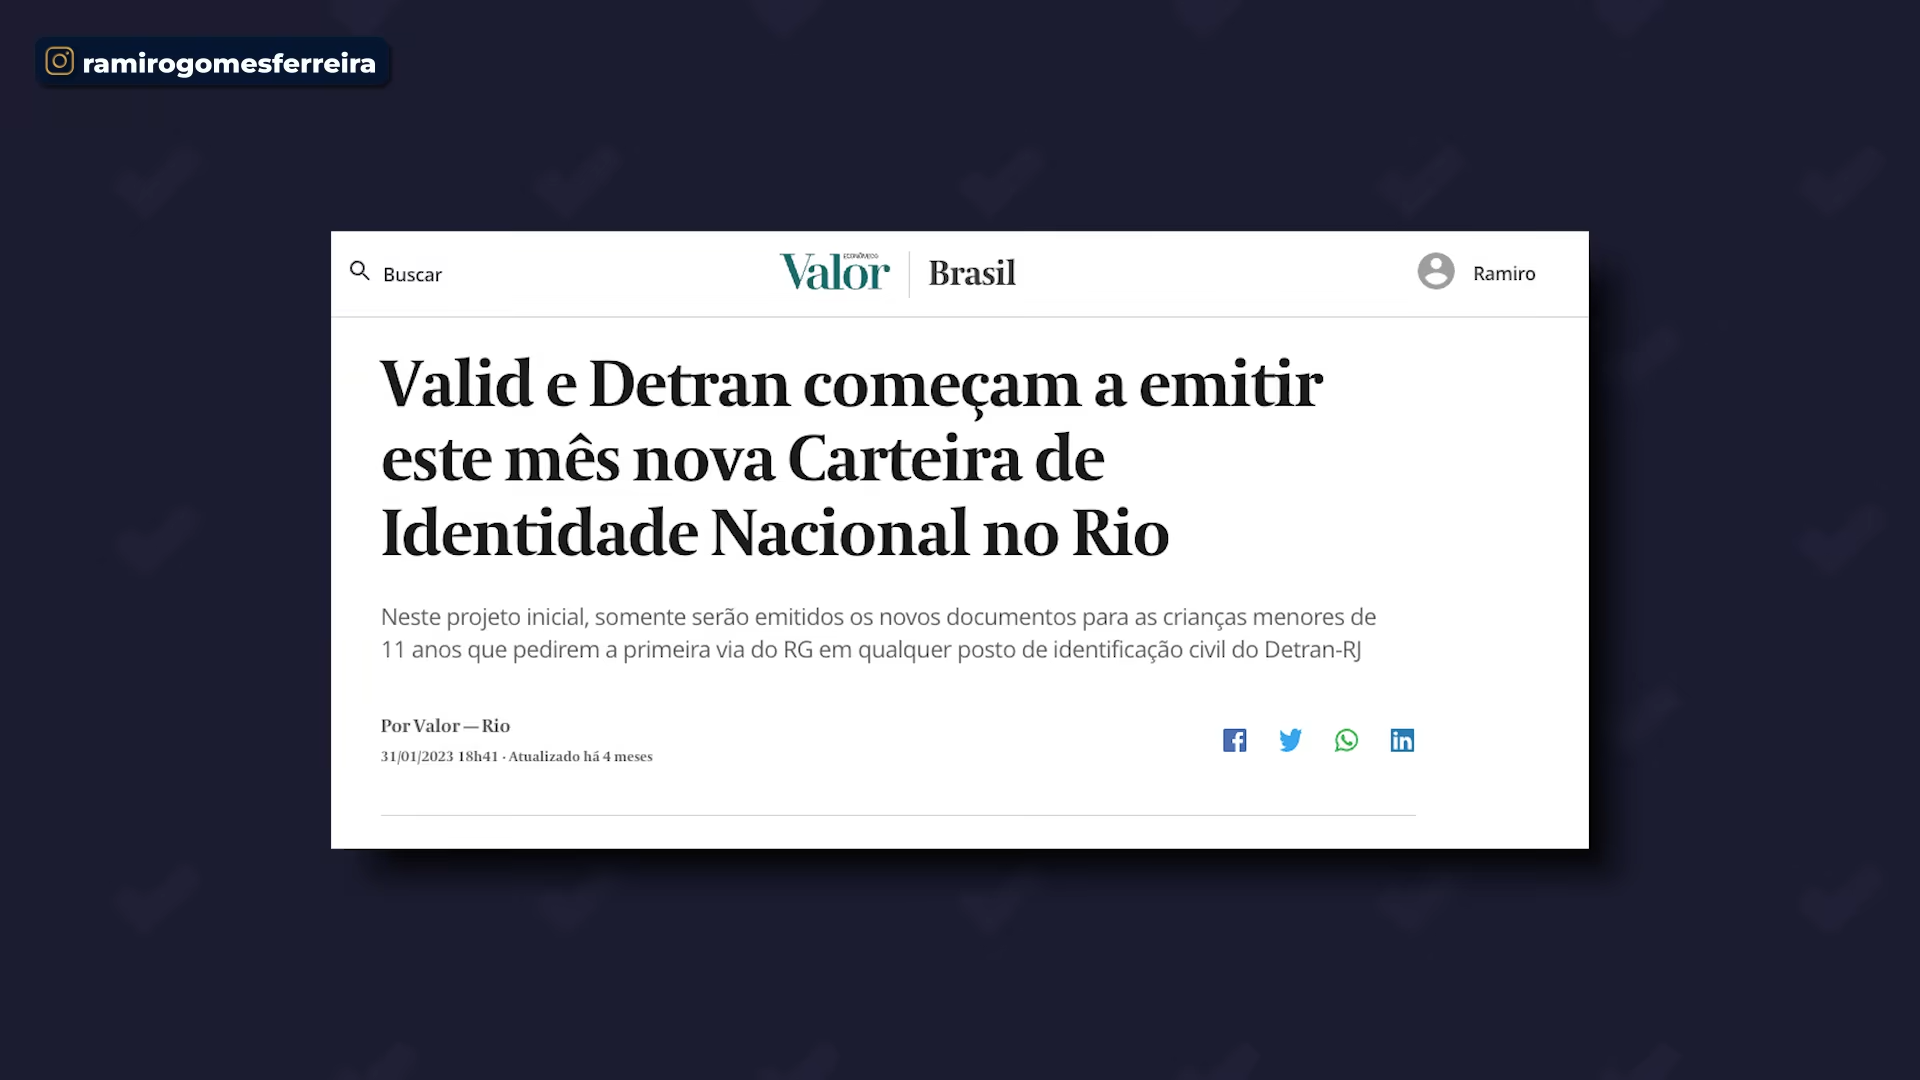 ramirogomesferreira
Buscar
Valor ECONÔMICO
Brasil
Ramiro
Valid e Detran começam a emitir
este mês nova Carteira de
Identidade Nacional no Rio
Neste projeto inicial, somente serão emitidos os novos documentos para as crianças menores de
11 anos que pedirem a primeira via do RG em qualquer posto de identificação civil do Detran-RJ
Por Valor — Rio
31/01/2023 18h41 · Atualizado há 4 meses